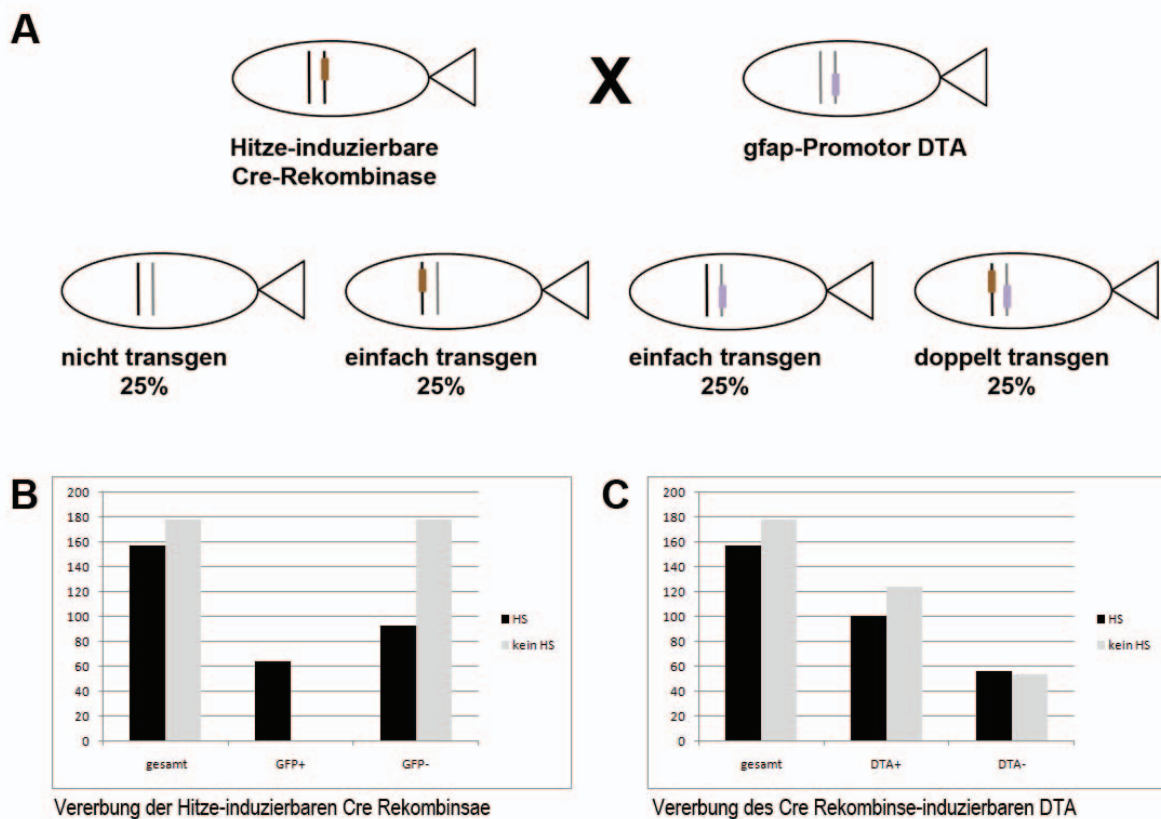 A
X
Hitze-induzierbare
Cre-Rekombinase
gfap-Promotor DTA
nicht transgen
25%
einfach transgen
25%
einfach transgen
25%
doppelt transgen
25%
B
200
180
160
140
120
100
80
60
40
20
0
gesamt
GFP+
GFP-
HS
kein HS
Vererbung der Hitze-induzierbaren Cre Rekombinsae
C
200
180
160
140
120
100
80
60
40
20
0
gesamt
DTA+
DTA-
HS
kein HS
Vererbung des Cre Rekombinse-induzierbaren DTA